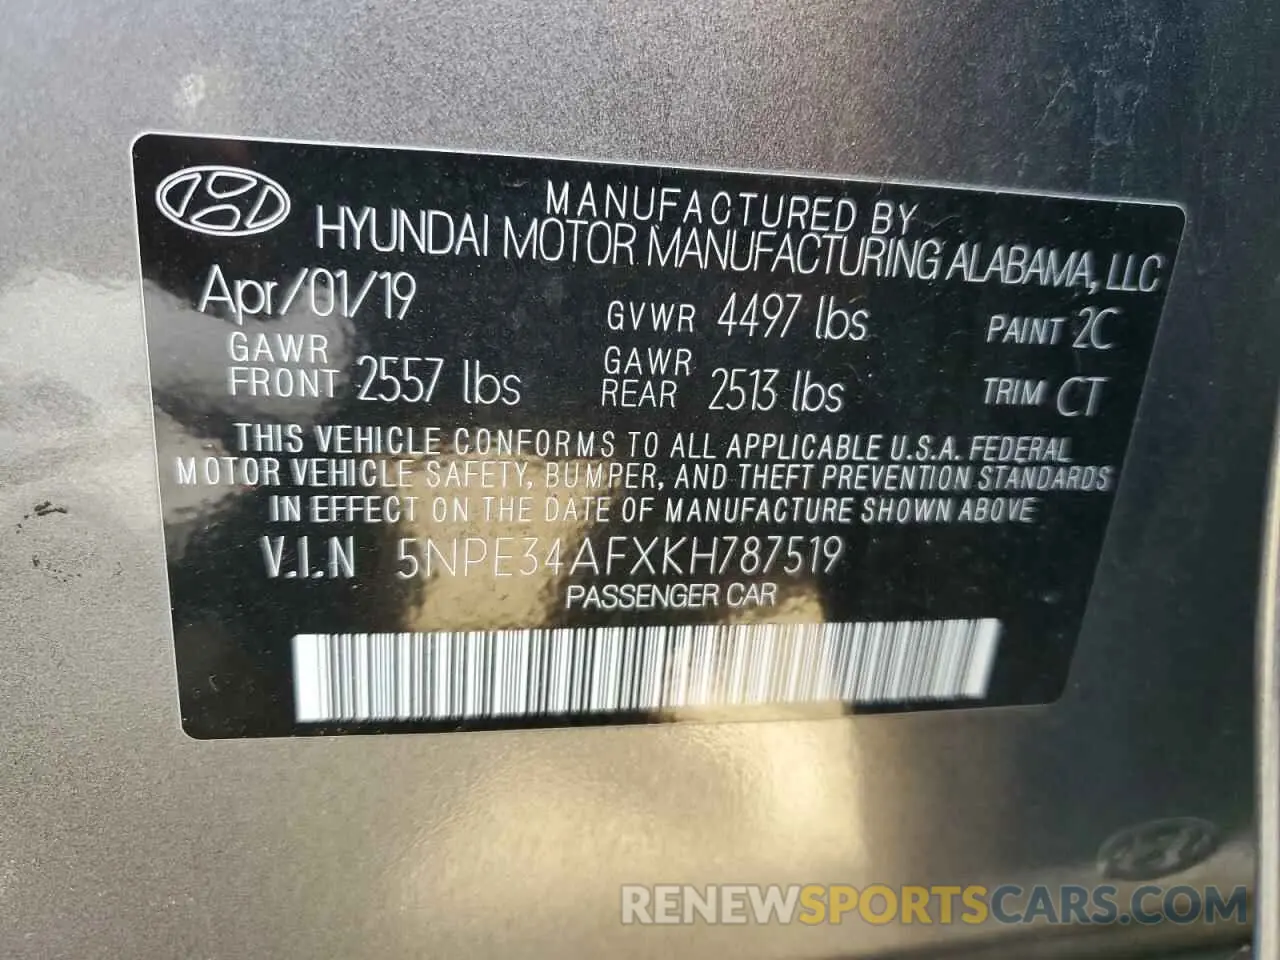 MANUFACTURED BY
HYUNDAI MOTOR MANUFACTURING ALABAMA, LLC
Apr/01/19 GVWR 4497 lbs PAINT 2C
GAWR FRONT 2557 lbs GAWR REAR 2513 lbs TRIM CT
THIS VEHICLE CONFORMS TO ALL APPLICABLE U.S.A. FEDERAL
MOTOR VEHICLE SAFETY, BUMPER, AND THEFT PREVENTION STANDARDS
IN EFFECT ON THE DATE OF MANUFACTURE SHOWN ABOVE
V.I.N 5NPE34AFXKH787519
PASSENGER CAR
RENEWSPORTSCARS.COM